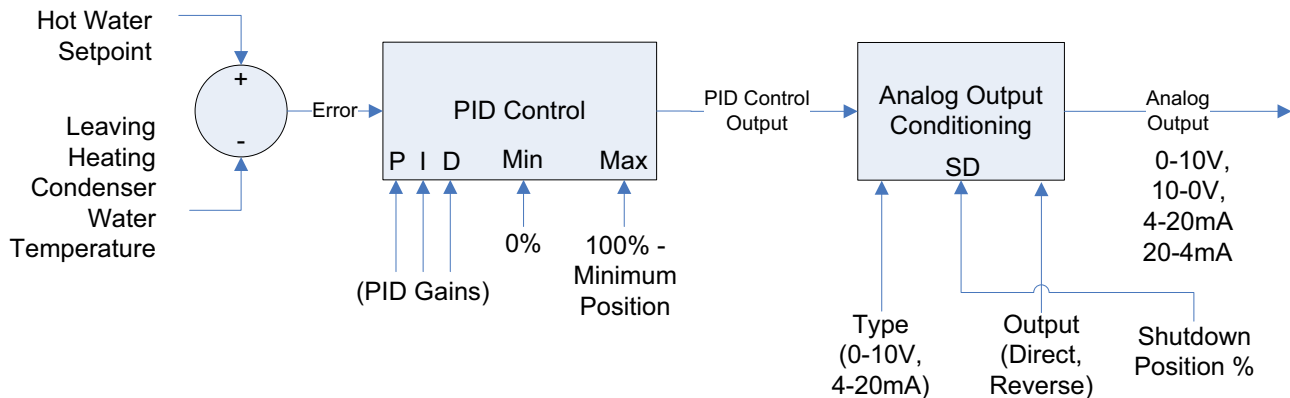 Hot Water
Setpoint
+
-
Leaving
Heating
Condenser
Water
Temperature
Error
PID Control
P I D Min Max
(PID Gains)
0%
100% -
Minimum
Position
PID Control
Output
Analog Output
Conditioning
SD
Type
(0-10V,
4-20mA)
Output
(Direct,
Reverse)
Shutdown
Position %
Analog
Output
0-10V,
10-0V,
4-20mA
20-4mA